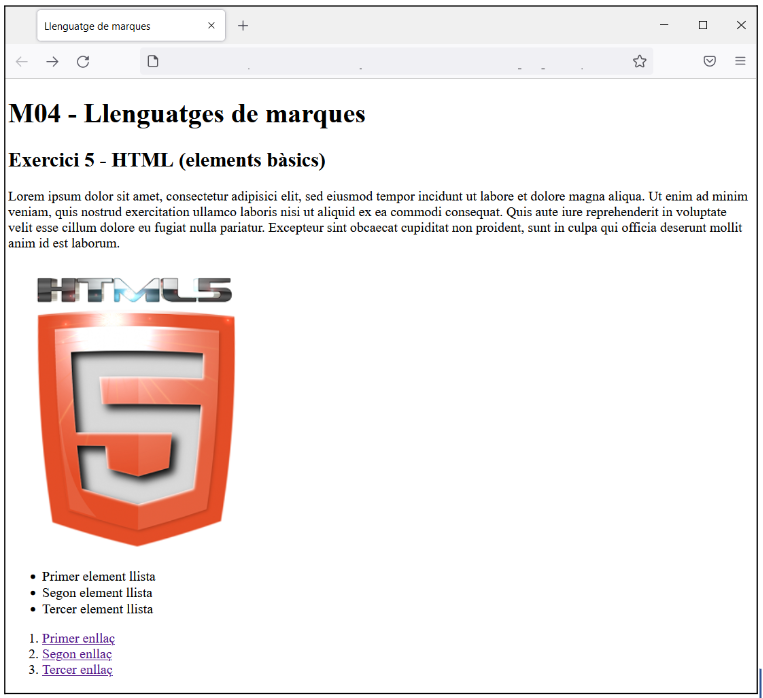 Llenguatge de marques
M04 - Llenguatges de marques
Exercici 5 - HTML (elements bàsics)
Lorem ipsum dolor sit amet, consectetur adipisici elit, sed eiusmod tempor incidunt ut labore et dolore magna aliqua. Ut enim ad minim
veniam, quis nostrud exercitation ullamco laboris nisi ut aliquid ex ea commodi consequat. Quis aute iure reprehenderit in voluptate
velit esse cillum dolore eu fugiat nulla pariatur. Excepteur sint obcaecat cupiditat non proident, sunt in culpa qui officia deserunt mollit
anim id est laborum.
HTML5
5
• Primer element llista
• Segon element llista
• Tercer element llista
1. Primer enllaç
2. Segon enllaç
3. Tercer enllaç